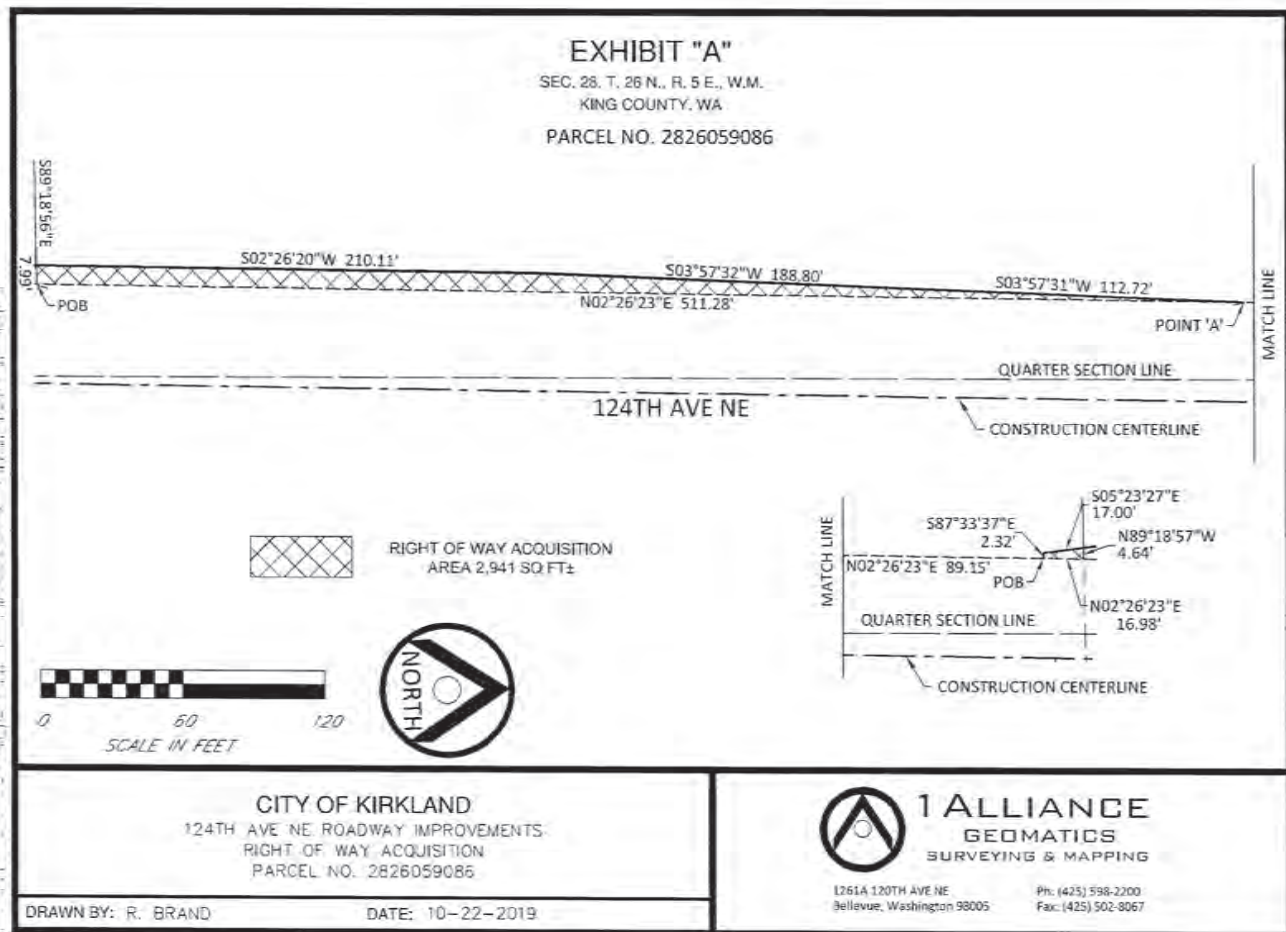 EXHIBIT "A"
SEC. 28, T. 26 N., R. 5 E., W.M.
KING COUNTY, WA
PARCEL NO. 2826059086
S89°18'56"E
7.99'
POB
S02°26'20"W 210.11'
S03°57'32"W 188.80'
S03°57'31"W 112.72'
N02°26'23"E 511.28'
POINT 'A'
MATCH LINE
QUARTER SECTION LINE
124TH AVE NE
CONSTRUCTION CENTERLINE
RIGHT OF WAY ACQUISITION
AREA 2,941 SQ FT±
MATCH LINE
S87°33'37"E
2.32'
S05°23'27"E
17.00'
N89°18'57"W
4.64'
N02°26'23"E 89.15'
POB
N02°26'23"E
16.98'
QUARTER SECTION LINE
CONSTRUCTION CENTERLINE
NORTH
0 60 120
SCALE IN FEET
CITY OF KIRKLAND
124TH AVE NE ROADWAY IMPROVEMENTS
RIGHT OF WAY ACQUISITION
PARCEL NO. 2826059086
DRAWN BY: R. BRAND DATE: 10-22-2019
1 ALLIANCE
GEOMATICS
SURVEYING & MAPPING
1261A 120TH AVE NE
Bellevue, Washington 98005
Ph: (425) 598-2200
Fax: (425) 502-8067